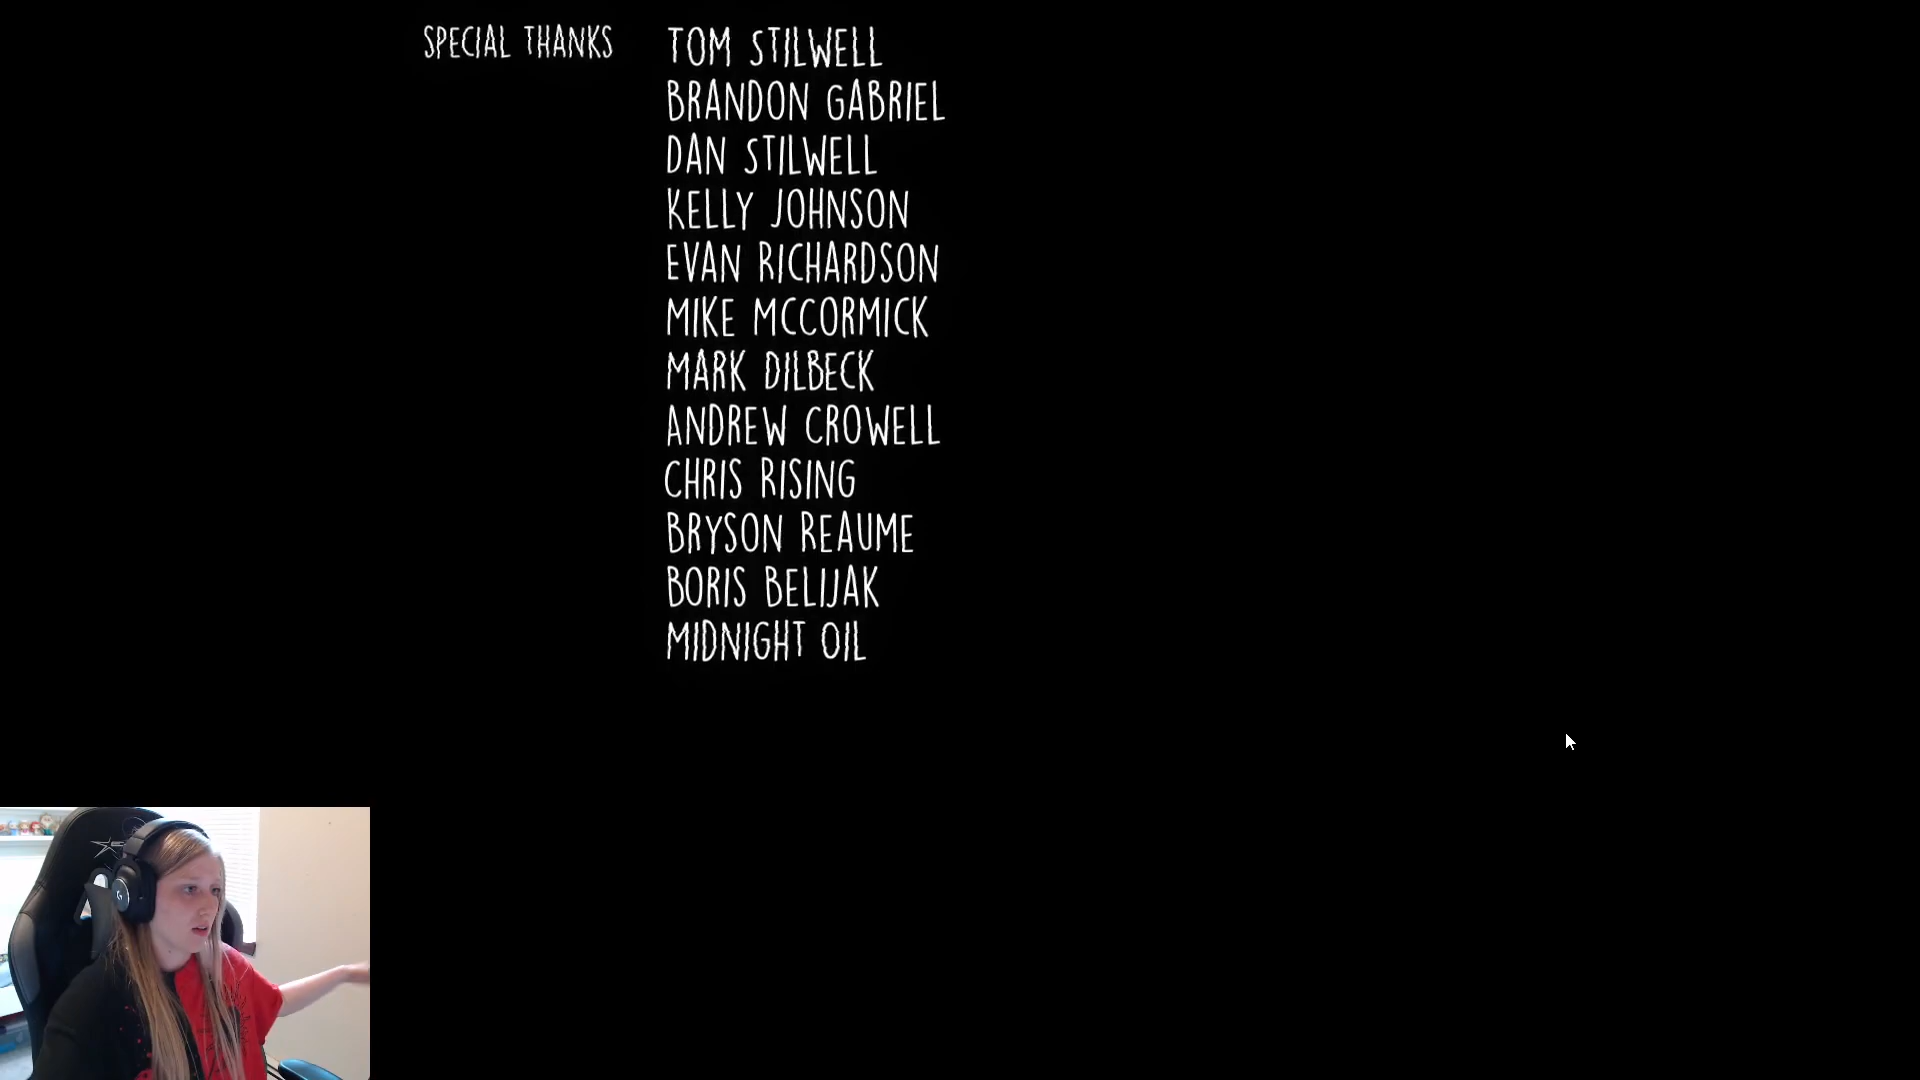 SPECIAL THANKS TOM STILWELL
BRANDON GABRIEL
DAN STILWELL
KELLY JOHNSON
EVAN RICHARDSON
MIKE MCCORMICK
MARK DILBECK
ANDREW CROWELL
CHRIS RISING
BRYSON REAUME
BORIS BELIJAK
MIDNIGHT OIL